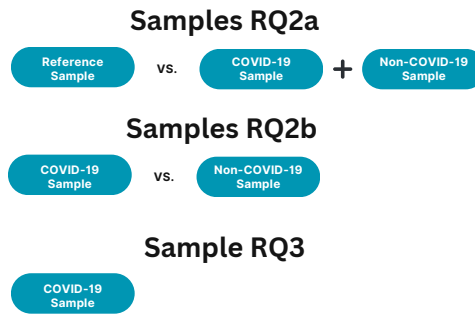 Samples RQ2a
Reference Sample vs. COVID-19 Sample + Non-COVID-19 Sample
Samples RQ2b
COVID-19 Sample vs. Non-COVID-19 Sample
Sample RQ3
COVID-19 Sample